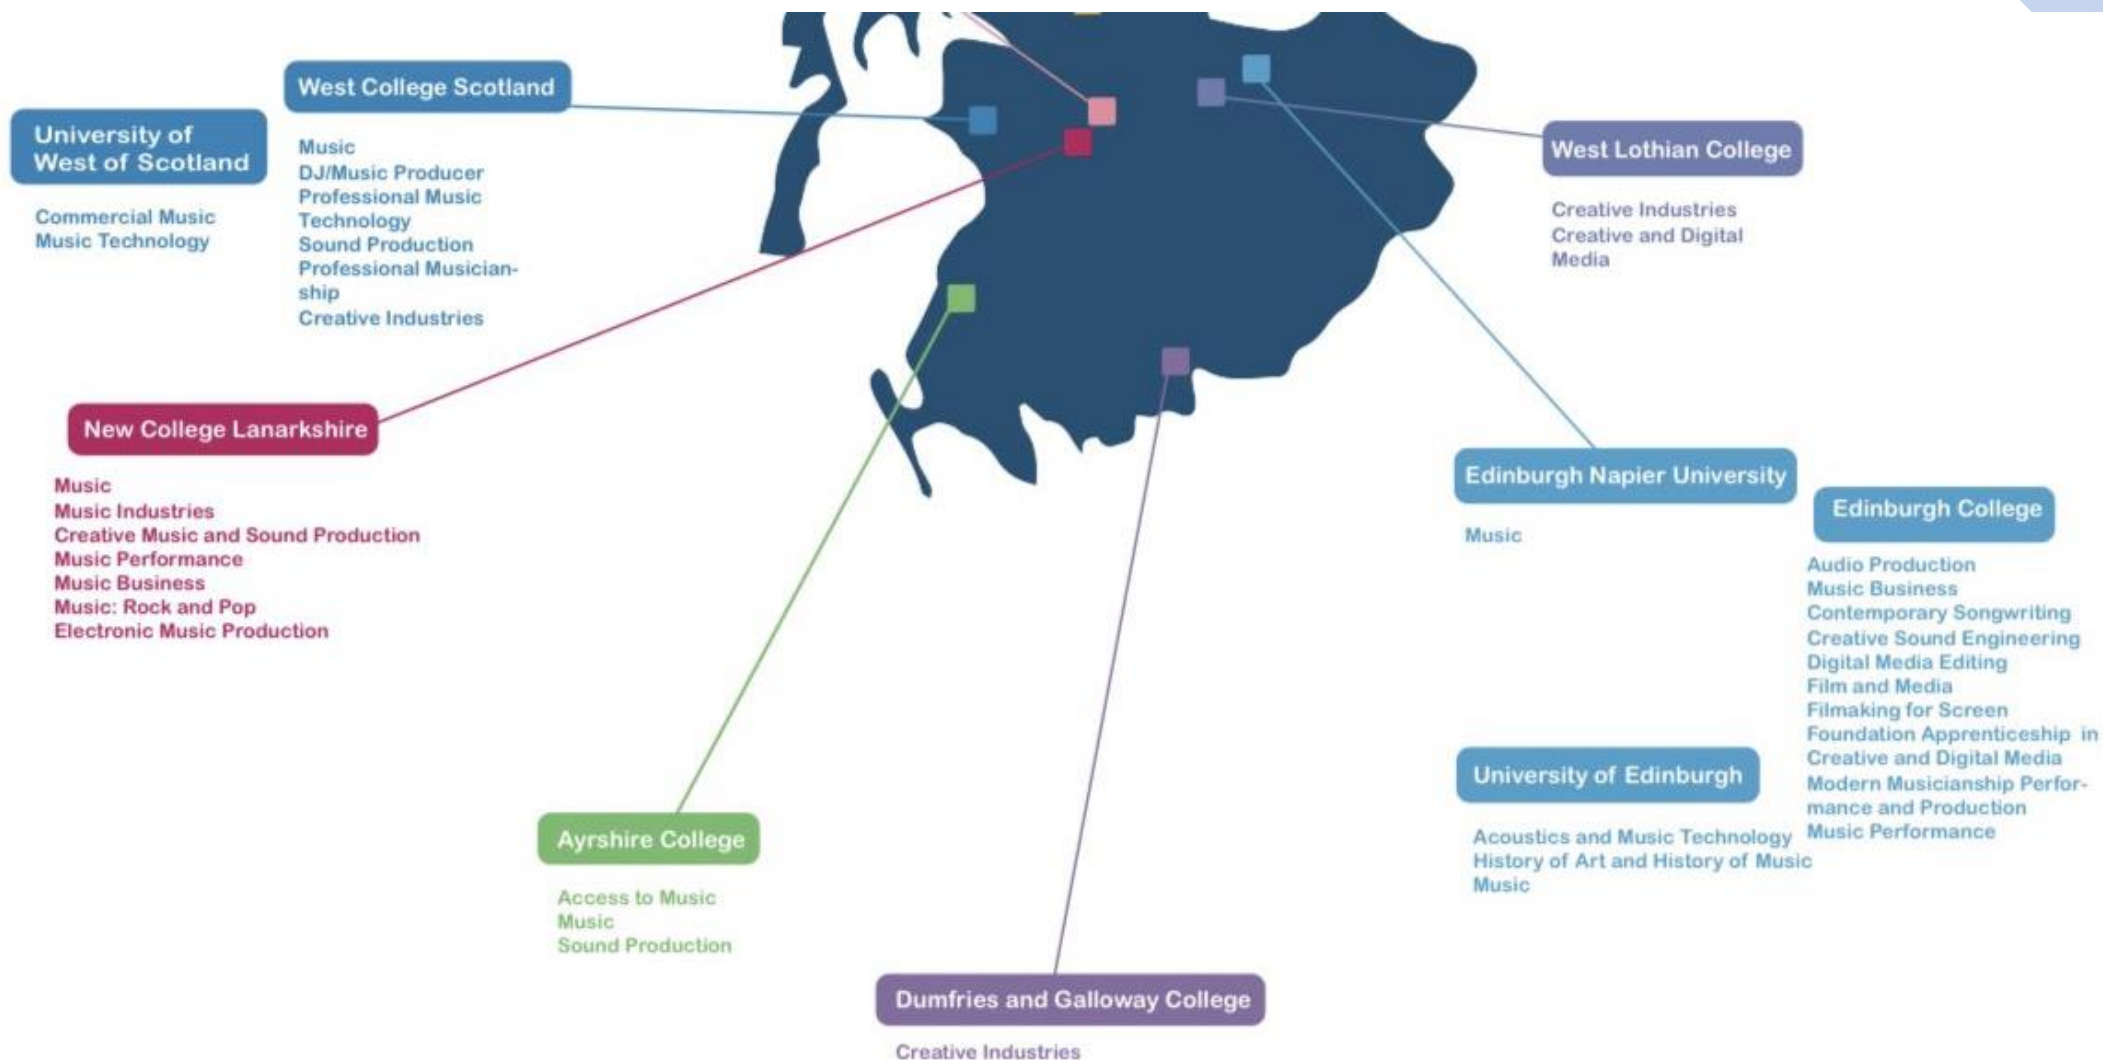 West College Scotland
Music
DJ/Music Producer
Professional Music
Technology
Sound Production
Professional Musician-
ship
Creative Industries
University of
West of Scotland
Commercial Music
Music Technology
West Lothian College
Creative Industries
Creative and Digital
Media
New College Lanarkshire
Music
Music Industries
Creative Music and Sound Production
Music Performance
Music Business
Music: Rock and Pop
Electronic Music Production
Edinburgh Napier University
Music
Edinburgh College
Audio Production
Music Business
Contemporary Songwriting
Creative Sound Engineering
Digital Media Editing
Film and Media
Filmaking for Screen
Foundation Apprenticeship in
Creative and Digital Media
Modern Musicianship Perfor-
mance and Production
Music Performance
University of Edinburgh
Acoustics and Music Technology
History of Art and History of Music
Music
Ayrshire College
Access to Music
Music
Sound Production
Dumfries and Galloway College
Creative Industries